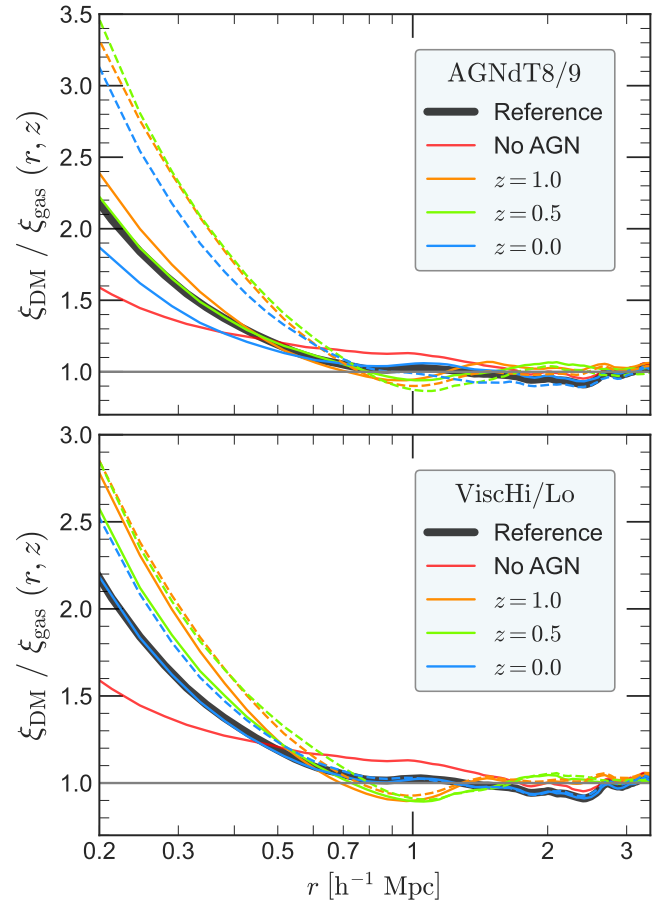 3.5
3.0
2.5
2.0
1.5
1.0
ξDM / ξgas (r, z)
AGNdT8/9
Reference
No AGN
z = 1.0
z = 0.5
z = 0.0
3.0
2.5
2.0
1.5
1.0
ξDM / ξgas (r, z)
ViscHi/Lo
Reference
No AGN
z = 1.0
z = 0.5
z = 0.0
0.2 0.3 0.5 0.7 1 2 3
r [h⁻¹ Mpc]